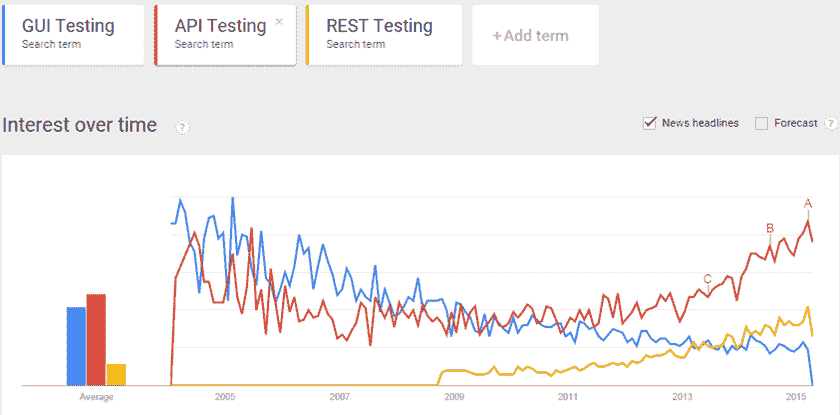 GUI Testing
Search term
API Testing ×
Search term
REST Testing
Search term
+Add term
Interest over time ?
News headlines
Forecast ?
A
B
C
Average
2005
2007
2009
2011
2013
2015